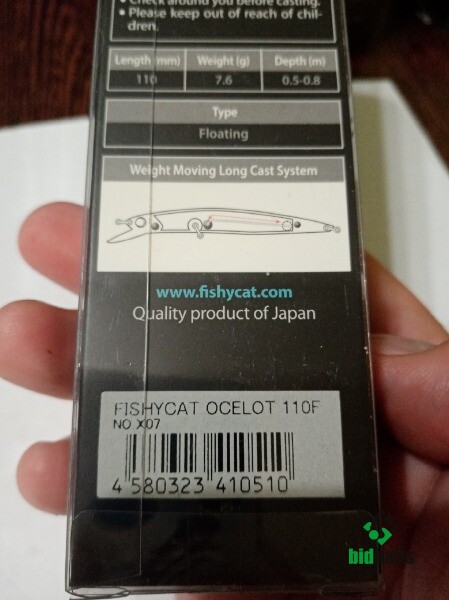 • Check around you before casting.
• Please keep out of reach of chil-
dren.
Length (mm) Weight (g) Depth (m)
110 7.6 0.5-0.8
Type
Floating
Weight Moving Long Cast System
www.fishycat.com
Quality product of Japan
FISHYCAT OCELOT 110F
NO.X07
4 580323 410510
bid